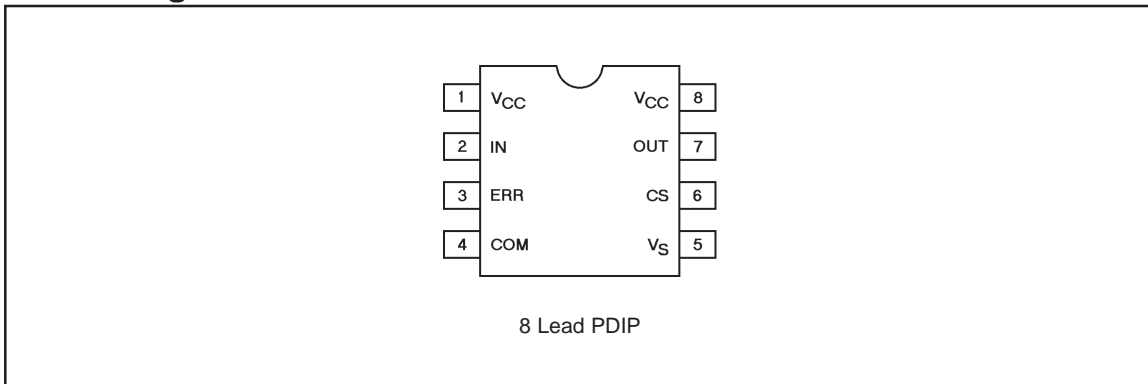 g
1 VCC VCC 8
2 IN OUT 7
3 ERR CS 6
4 COM VS 5
8 Lead PDIP